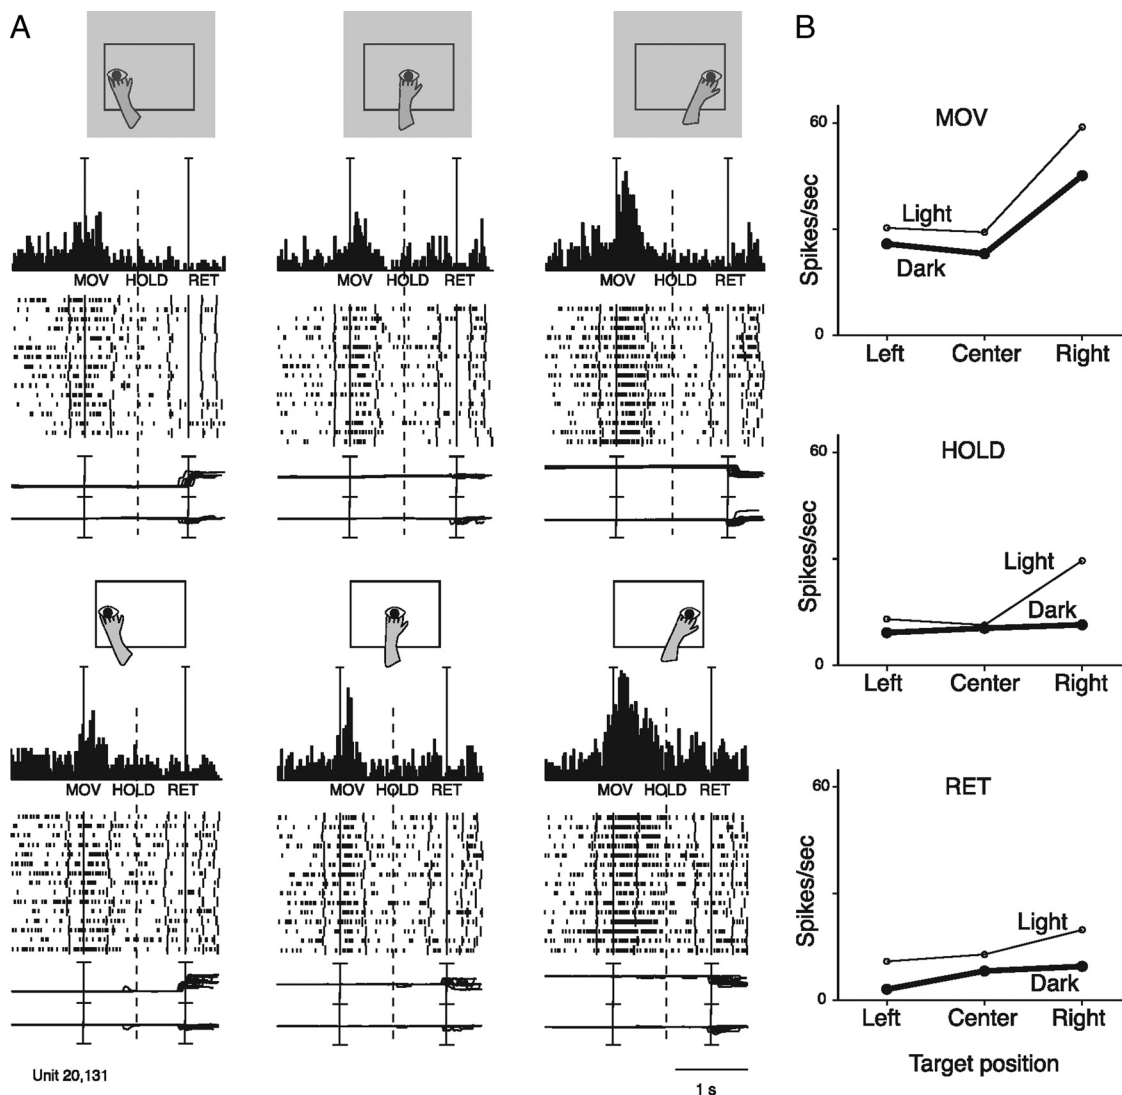 A
B
MOV HOLD RET
MOV HOLD RET
MOV HOLD RET
MOV HOLD RET
MOV HOLD RET
MOV HOLD RET
Unit 20,131
1 s
MOV
60
Spikes/sec
Light
Dark
0
Left Center Right
HOLD
60
Spikes/sec
Light
Dark
0
Left Center Right
RET
60
Spikes/sec
Light
Dark
0
Left Center Right
Target position